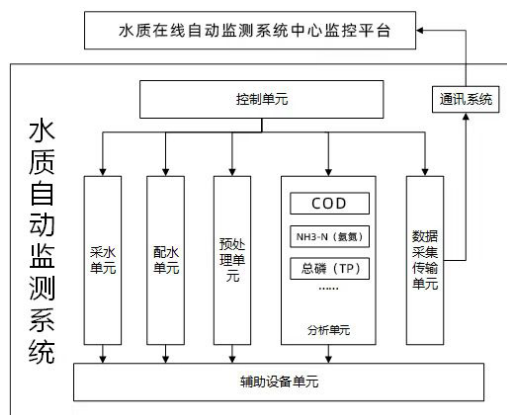 水质在线自动监测系统中心监控平台
控制单元
通讯系统
水质自动监测系统
采水
单元
配水
单元
预处
理单
元
COD
NH3-N（氨氮）
总磷（TP）
……
分析单元
数据
采集
传输
单元
辅助设备单元